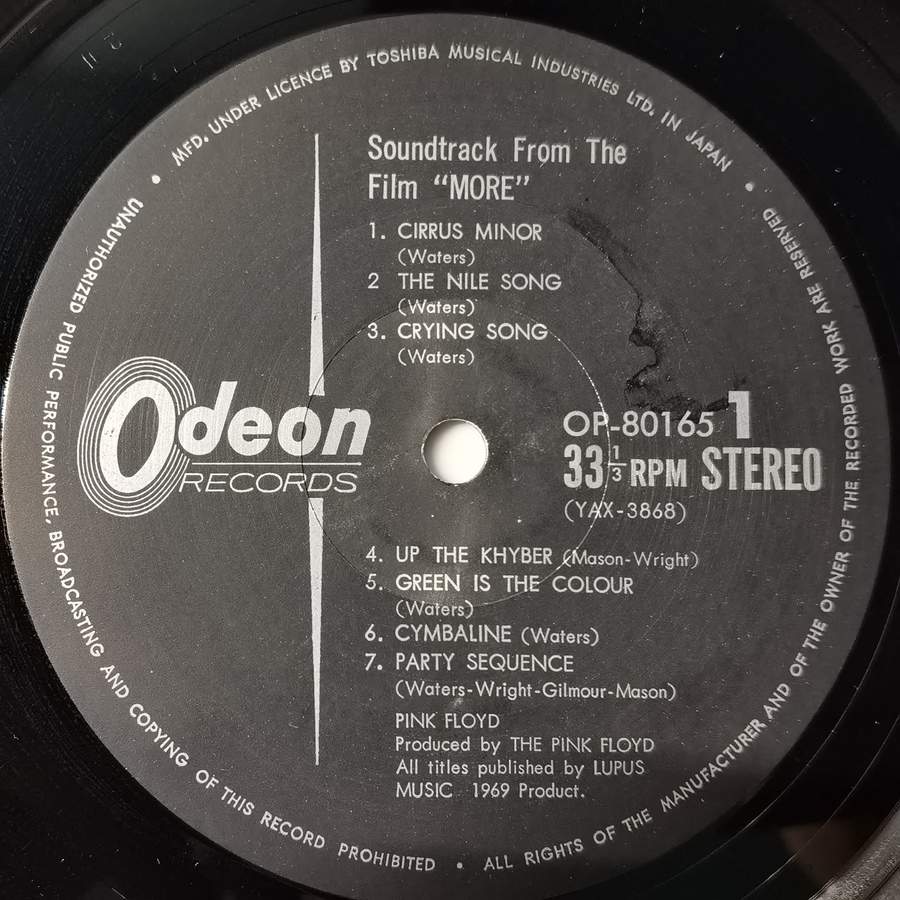 MFD. UNDER LICENCE BY TOSHIBA MUSICAL INDUSTRIES LTD. IN JAPAN •
Soundtrack From The
Film "MORE"
1. CIRRUS MINOR
(Waters)
2 THE NILE SONG
(Waters)
3. CRYING SONG
(Waters)
Odeon
RECORDS
OP-80165 1
33 1/3 RPM STEREO
(YAX-3868)
4. UP THE KHYBER (Mason-Wright)
5. GREEN IS THE COLOUR
(Waters)
6. CYMBALINE (Waters)
7. PARTY SEQUENCE
(Waters-Wright-Gilmour-Mason)
PINK FLOYD
Produced by THE PINK FLOYD
All titles published by LUPUS
MUSIC 1969 Product.
ALL RIGHTS OF THE MANUFACTURER AND OF THE OWNER OF THE RECORDED WORK ARE RESERVED
• UNAUTHORIZED PUBLIC PERFORMANCE, BROADCASTING AND COPYING OF THIS RECORD PROHIBITED •